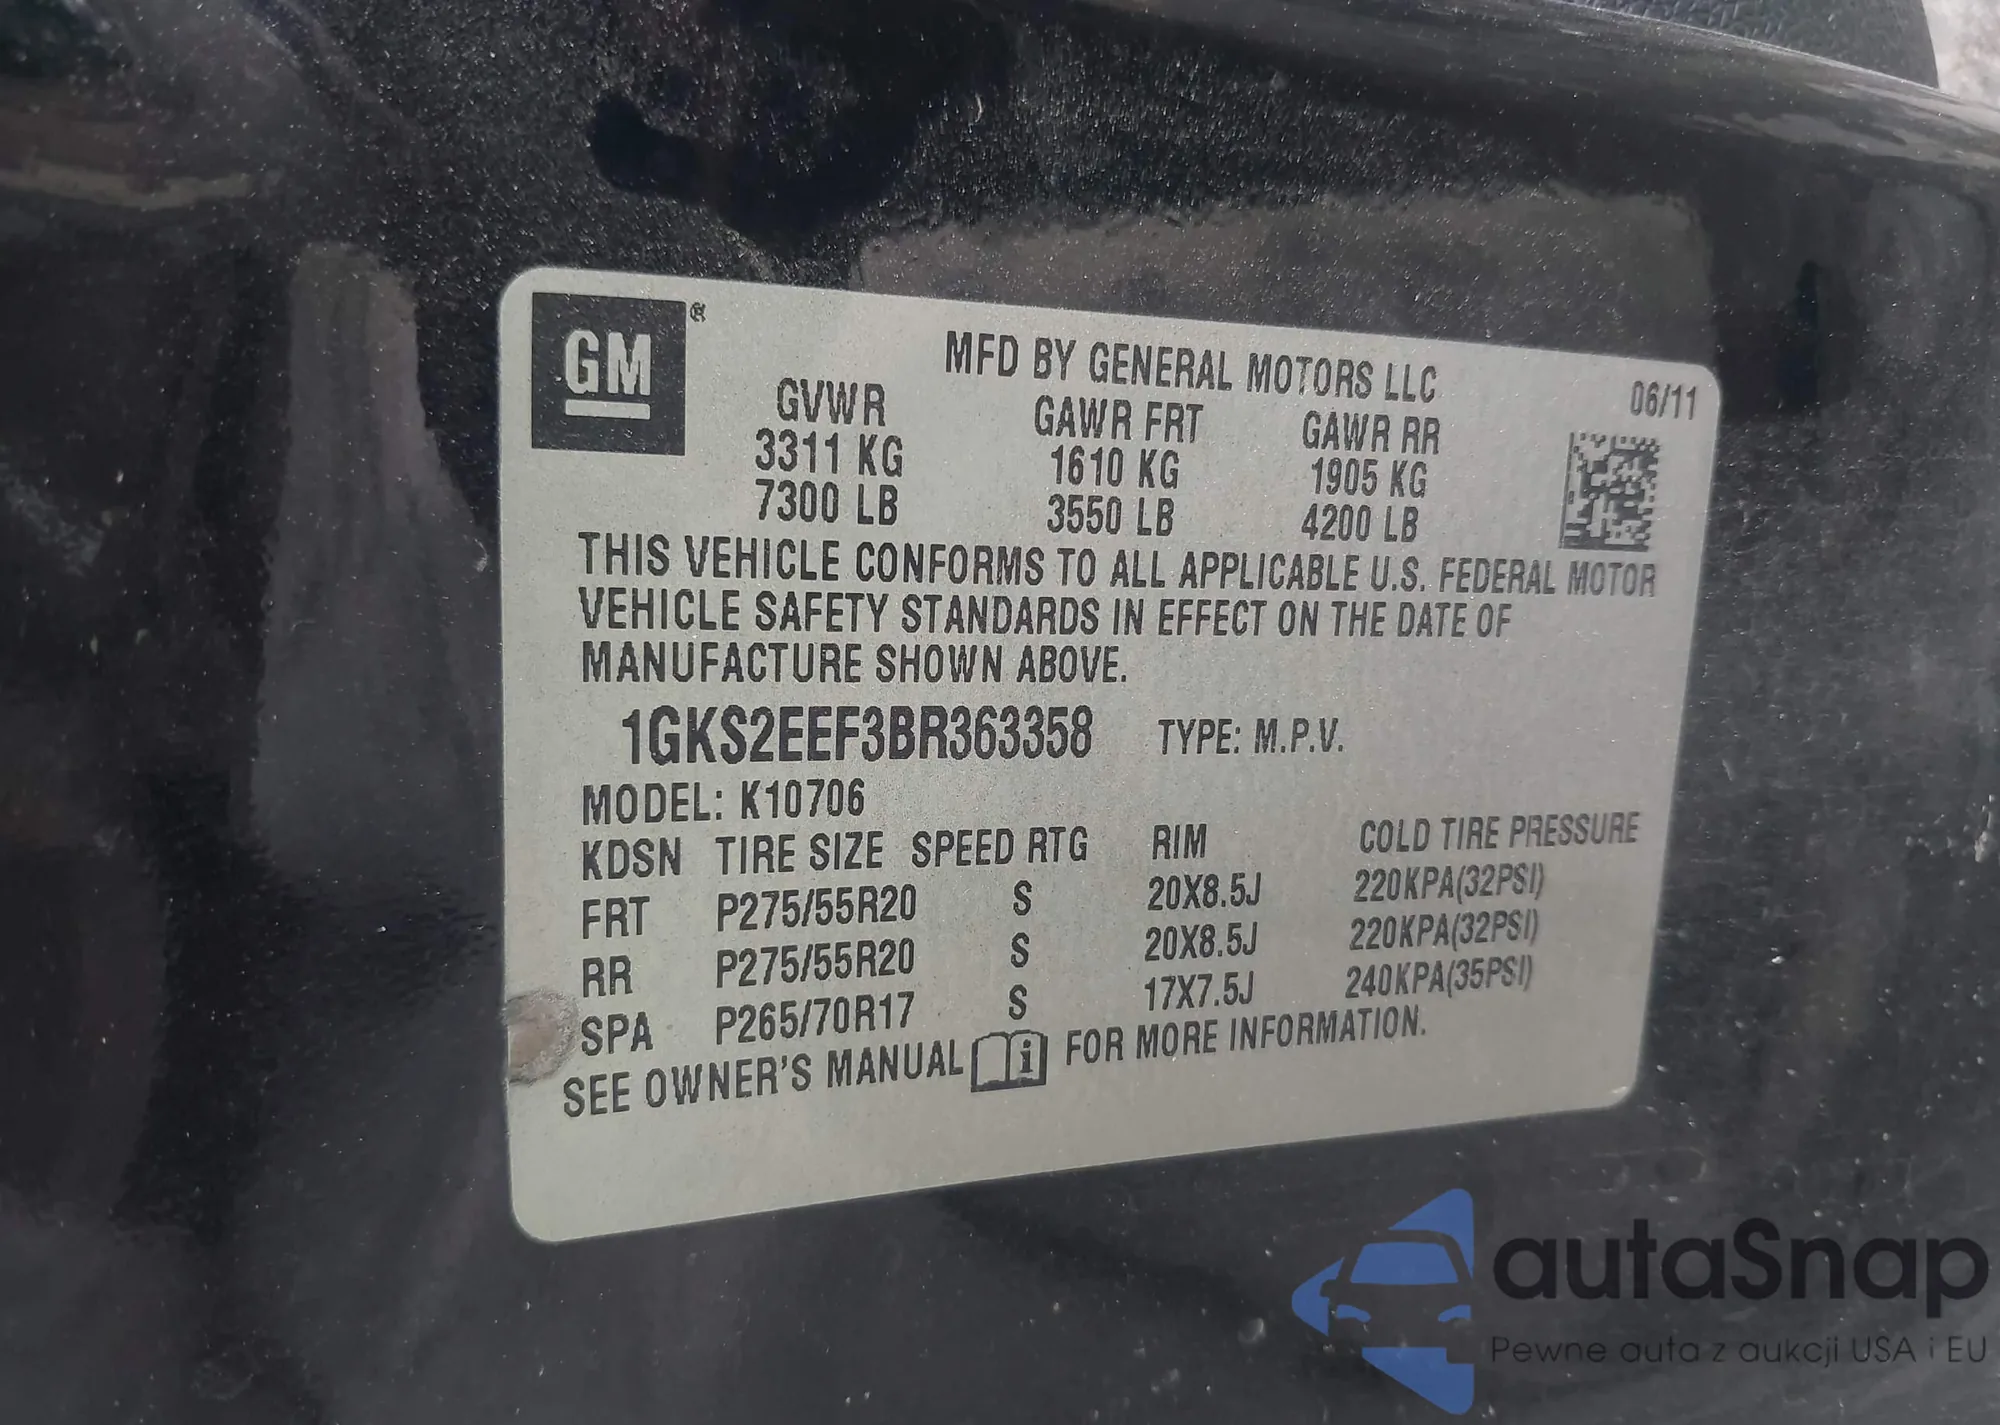 GM®
MFD BY GENERAL MOTORS LLC
06/11
GVWR GAWR FRT GAWR RR
3311 KG 1610 KG 1905 KG
7300 LB 3550 LB 4200 LB
THIS VEHICLE CONFORMS TO ALL APPLICABLE U.S. FEDERAL MOTOR
VEHICLE SAFETY STANDARDS IN EFFECT ON THE DATE OF
MANUFACTURE SHOWN ABOVE.
1GKS2EEF3BR363358 TYPE: M.P.V.
MODEL: K10706
KDSN TIRE SIZE SPEED RTG RIM COLD TIRE PRESSURE
FRT P275/55R20 S 20X8.5J 220KPA(32PSI)
RR P275/55R20 S 20X8.5J 220KPA(32PSI)
SPA P265/70R17 S 17X7.5J 240KPA(35PSI)
SEE OWNER'S MANUAL i FOR MORE INFORMATION.
autaSnap
Pewne auta z aukcji USA i EU